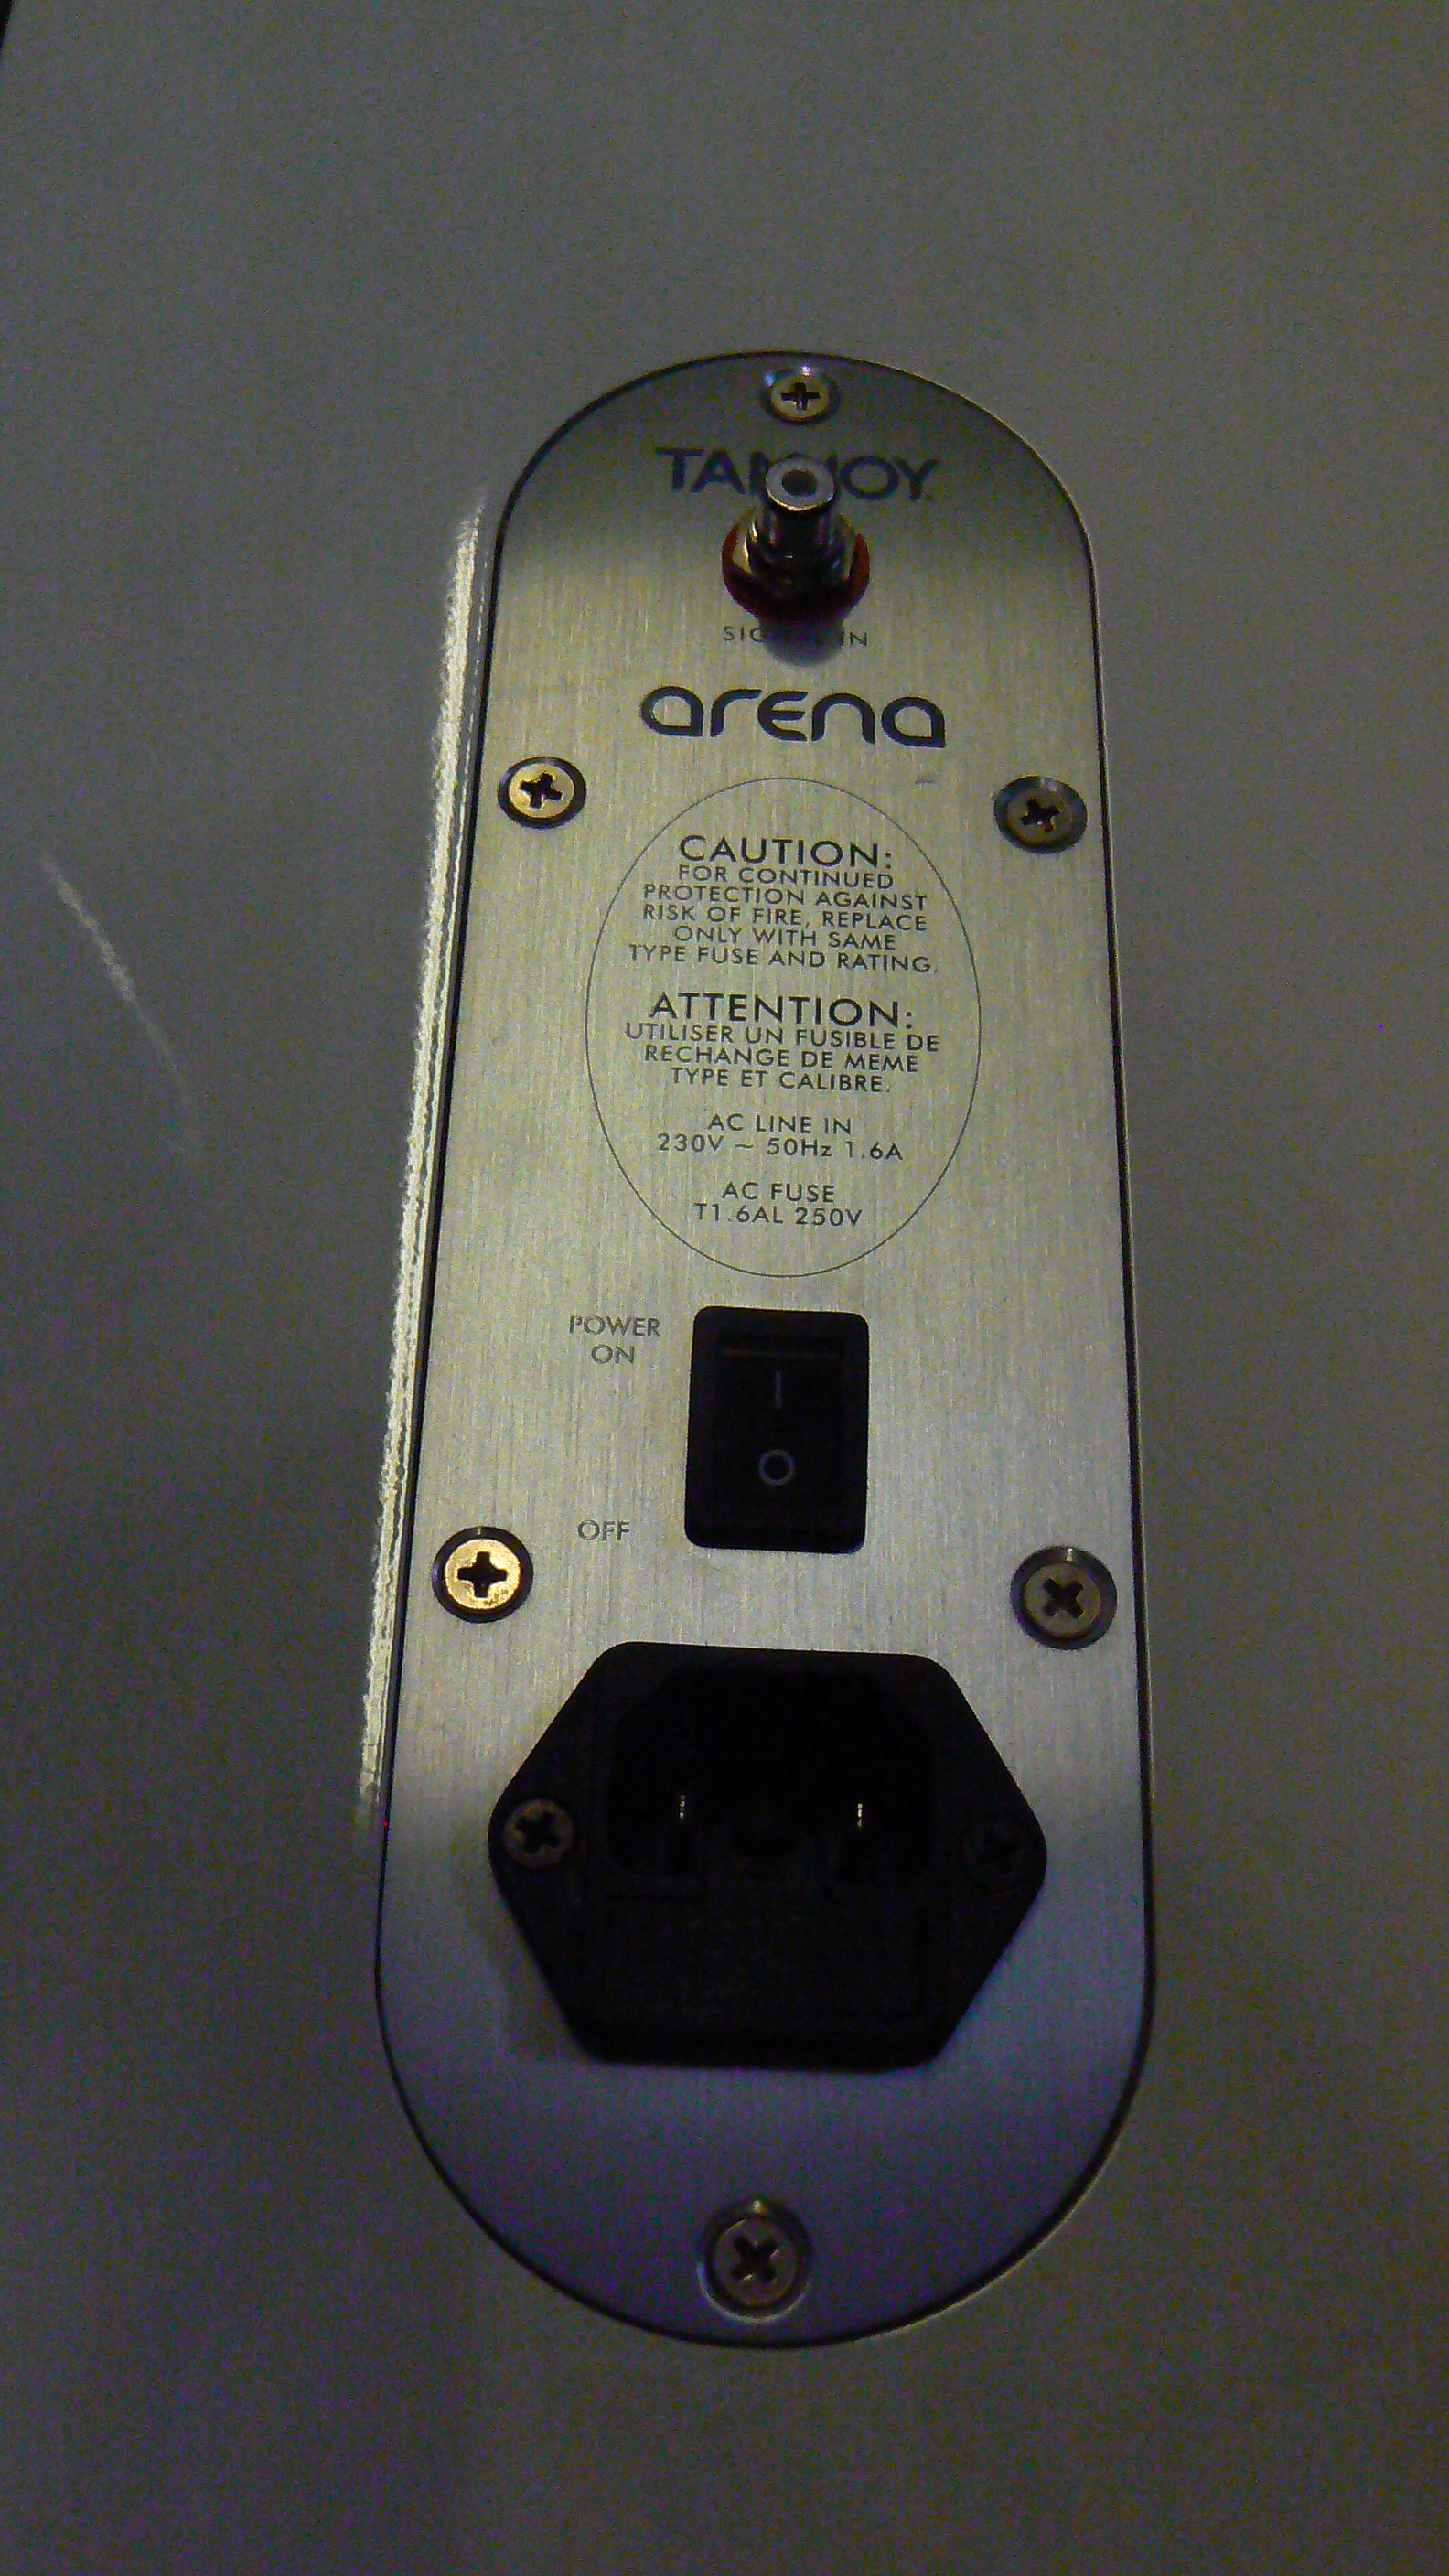 TANNOY
SIGNAL IN
arena
CAUTION:
FOR CONTINUED
PROTECTION AGAINST
RISK OF FIRE, REPLACE
ONLY WITH SAME
TYPE FUSE AND RATING.
ATTENTION:
UTILISER UN FUSIBLE DE
RECHANGE DE MEME
TYPE ET CALIBRE.
AC LINE IN
230V ~ 50Hz 1.6A
AC FUSE
T1.6AL 250V
POWER
ON
I
O
OFF